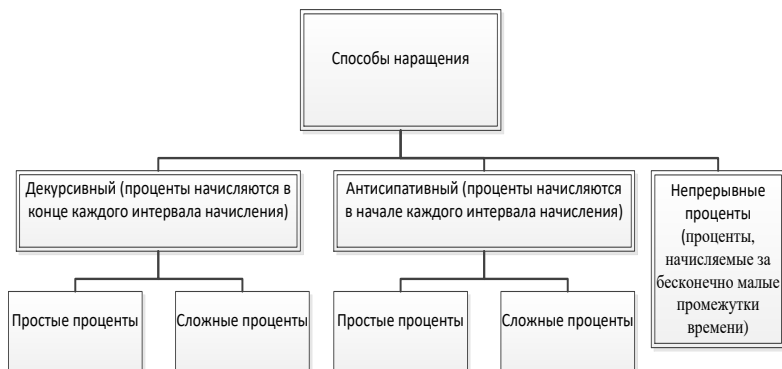 Способы наращения
Декурсивный (проценты начисляются в
конце каждого интервала начисления)
Антисипативный (проценты начисляются
в начале каждого интервала начисления)
Непрерывные
проценты
(проценты,
начисляемые за
бесконечно малые
промежутки
времени)
Простые проценты
Сложные проценты
Простые проценты
Сложные проценты